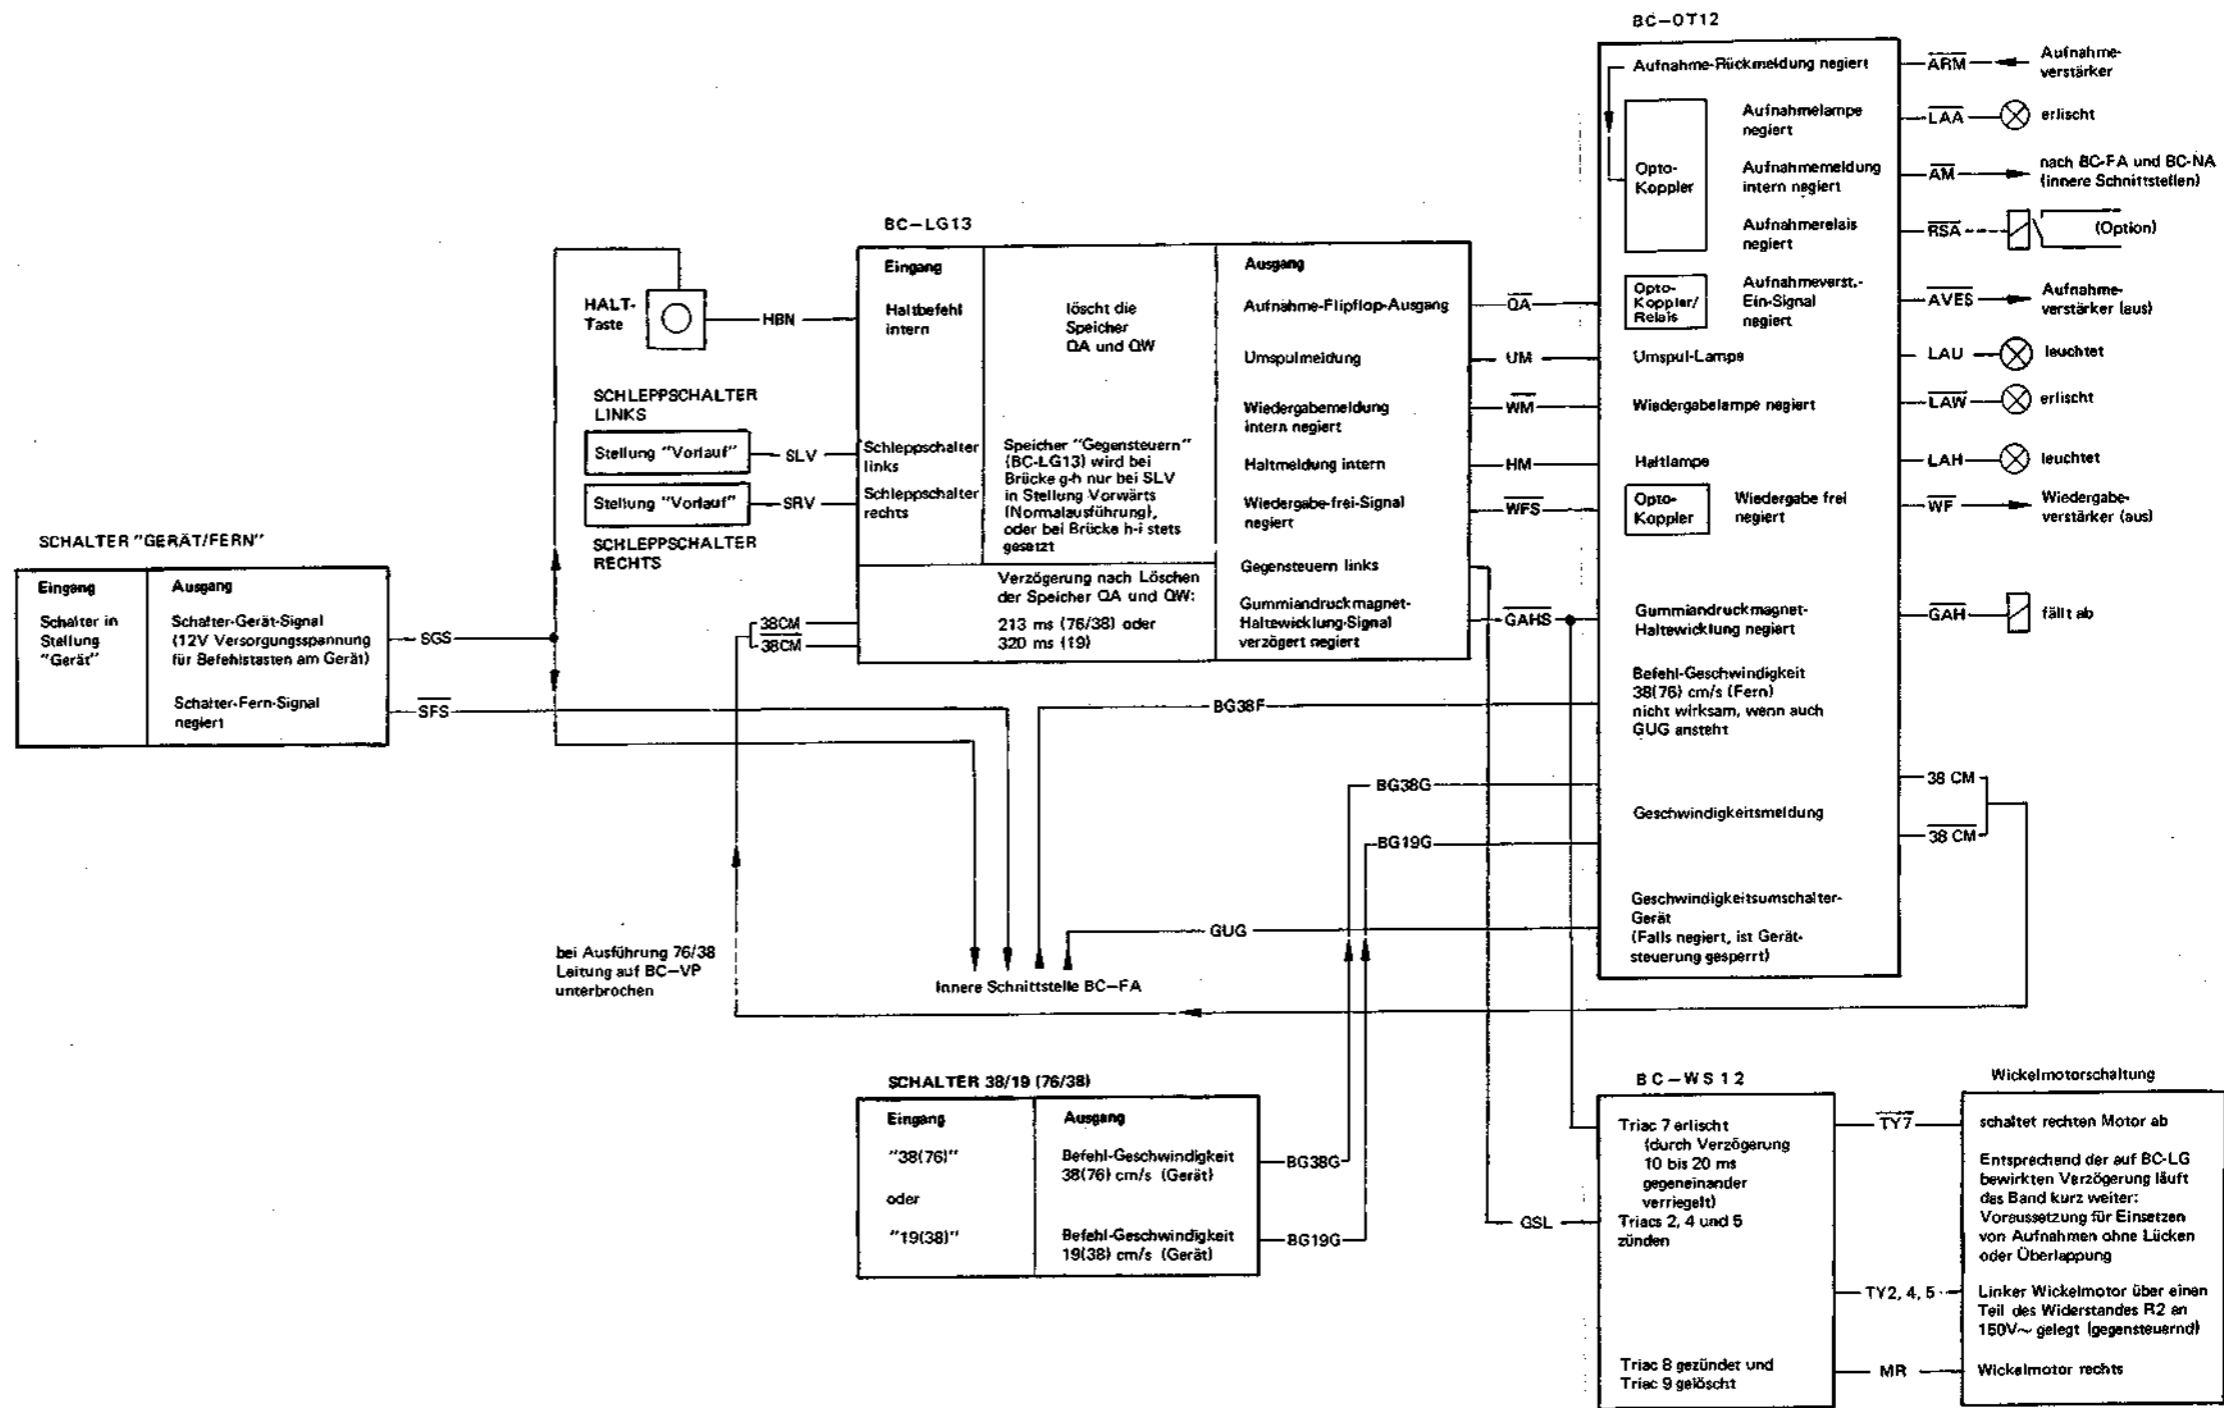 BC-OT12
Aufnahme-Rückmeldung negiert
ARM
Aufnahme-
verstärker
Opto-
Koppler
Aufnahmelampe
negiert
LAA
erlischt
Aufnahmemeldung
intern negiert
AM
nach BC-FA und BC-NA
(innere Schnittstellen)
Aufnahmerelais
negiert
RSA
(Option)
Opto-
Koppler/
Relais
Aufnahmeverst.-
Ein-Signal
negiert
AVES
Aufnahme-
verstärker (aus)
Umspul-Lampe
LAU
leuchtet
Wiedergabelampe negiert
LAW
erlischt
Haltlampe
LAH
leuchtet
Opto-
Koppler
Wiedergabe frei
negiert
WF
Wiedergabe-
verstärker (aus)
Gummiandruckmagnet-
Haltewicklung negiert
GAH
fällt ab
Befehl-Geschwindigkeit
38(76) cm/s (Fern)
nicht wirksam, wenn auch
GUG ansteht
38 CM
Geschwindigkeitsmeldung
38 CM
Geschwindigkeitsumschalter-
Gerät
(Falls negiert, ist Gerät-
steuerung gesperrt)
BC-LG13
Eingang
Ausgang
HALT-
Taste
HBN
Haltbefehl
intern
löscht die
Speicher
QA und QW
Aufnahme-Flipflop-Ausgang
QA
Umspulmeldung
UM
Wiedergabemeldung
intern negiert
WM
SCHLEPPSCHALTER
LINKS
Stellung "Vorlauf"
SLV
Schleppschalter
links
Stellung "Vorlauf"
SRV
Schleppschalter
rechts
SCHLEPPSCHALTER
RECHTS
Speicher "Gegensteuern"
(BC-LG13) wird bei
Brücke g-h nur bei SLV
in Stellung Vorwärts
(Normalausführung),
oder bei Brücke h-i stets
gesetzt
Haltmeldung intern
HM
Wiedergabe-frei-Signal
negiert
WFS
Gegensteuern links
Verzögerung nach Löschen
der Speicher QA und QW:
213 ms (76/38) oder
320 ms (19)
38CM
38CM
Gummiandruckmagnet-
Haltewicklung-Signal
verzögert negiert
GAHS
SCHALTER "GERÄT/FERN"
Eingang
Ausgang
Schalter in
Stellung
"Gerät"
Schalter-Gerät-Signal
(12V Versorgungsspannung
für Befehlstasten am Gerät)
SGS
Schalter-Fern-Signal
negiert
SFS
BG38F
BG38G
BG19G
GUG
bei Ausführung 76/38
Leitung auf BC-VP
unterbrochen
Innere Schnittstelle BC-FA
SCHALTER 38/19 (76/38)
Eingang
Ausgang
"38(76)"
Befehl-Geschwindigkeit
38(76) cm/s (Gerät)
BG38G
oder
"19(38)"
Befehl-Geschwindigkeit
19(38) cm/s (Gerät)
BG19G
GSL
BC-WS12
Triac 7 erlischt
(durch Verzögerung
10 bis 20 ms
gegeneinander
verriegelt)
Triacs 2, 4 und 5
zünden
Triac 8 gezündet und
Triac 9 gelöscht
TY7
TY2, 4, 5
MR
Wickelmotorschaltung
schaltet rechten Motor ab
Entsprechend der auf BC-LG
bewirkten Verzögerung läuft
das Band kurz weiter:
Voraussetzung für Einsetzen
von Aufnahmen ohne Lücken
oder Überlappung
Linker Wickelmotor über einen
Teil des Widerstandes R2 an
150V~ gelegt (gegensteuernd)
Wickelmotor rechts